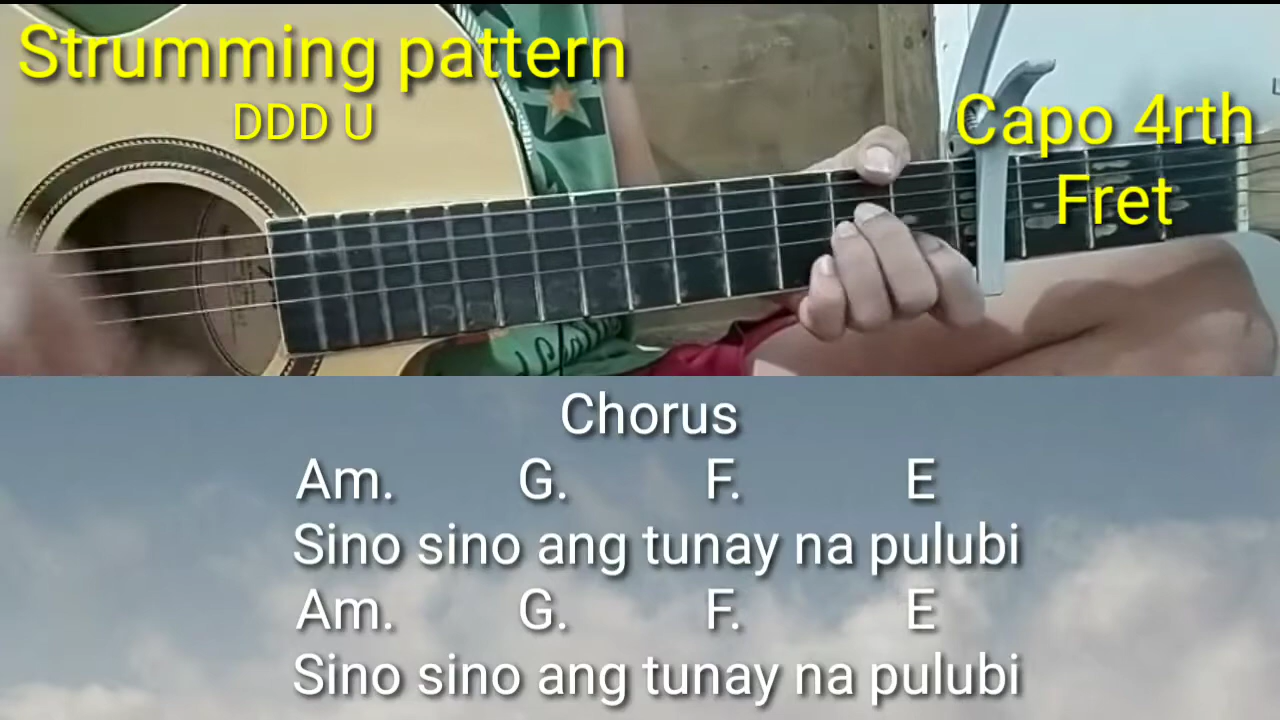 Strumming pattern
DDD U
Capo 4rth
Fret
Chorus
Am. G. F. E
Sino sino ang tunay na pulubi
Am. G. F. E
Sino sino ang tunay na pulubi